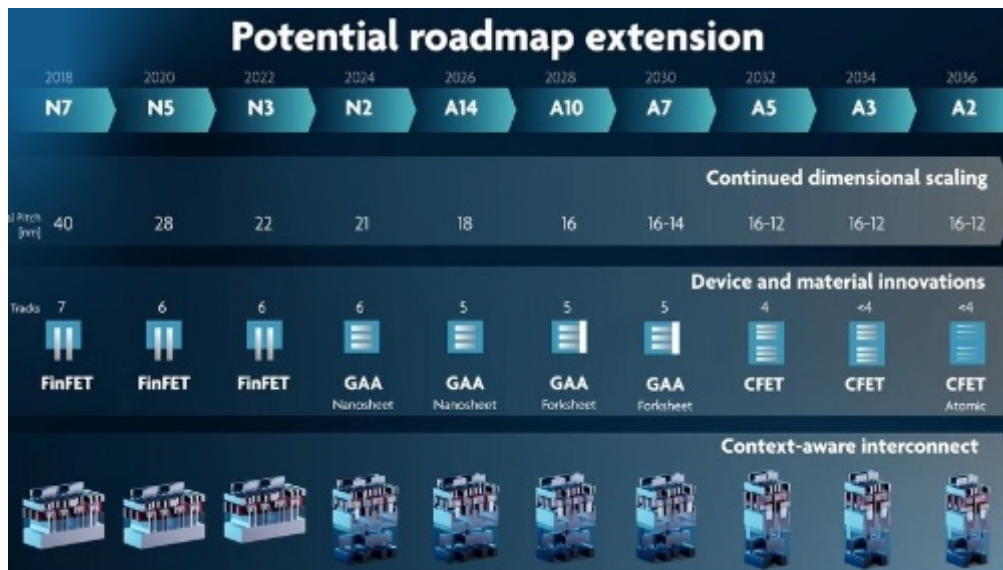 Potential roadmap extension
2018 2020 2022 2024 2026 2028 2030 2032 2034 2036
N7 N5 N3 N2 A14 A10 A7 A5 A3 A2
Continued dimensional scaling
Pitch
[nm] 40 28 22 21 18 16 16-14 16-12 16-12 16-12
Device and material innovations
Tracks 7 6 6 6 5 5 5 4 <4 <4
FinFET FinFET FinFET GAA GAA GAA GAA CFET CFET CFET
Nanosheet Nanosheet Forksheet Forksheet Atomic
Context-aware interconnect